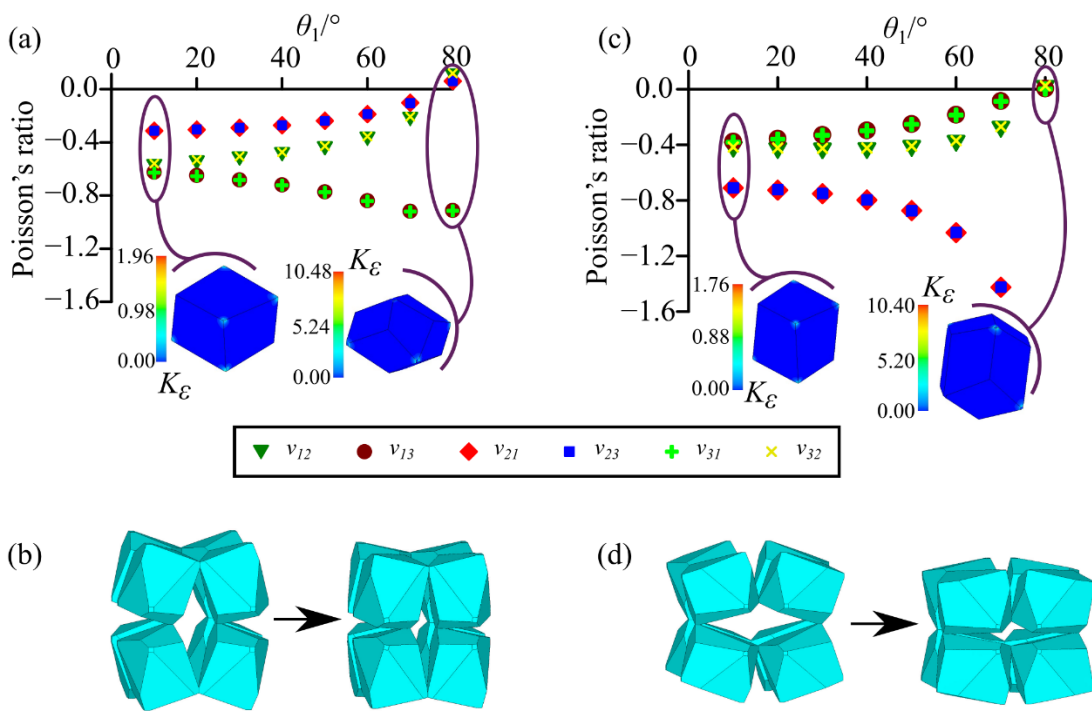 (a)
θ₁/°
0 20 40 60 80
Poisson's ratio
0.0
−0.4
−0.8
−1.2
−1.6
1.96
0.98
0.00
Kε
10.48
5.24
0.00
Kε
(c)
θ₁/°
0 20 40 60 80
Poisson's ratio
0.0
−0.4
−0.8
−1.2
−1.6
1.76
0.88
0.00
Kε
10.40
5.20
0.00
Kε
v₁₂ v₁₃ v₂₁ v₂₃ v₃₁ v₃₂
(b)
(d)